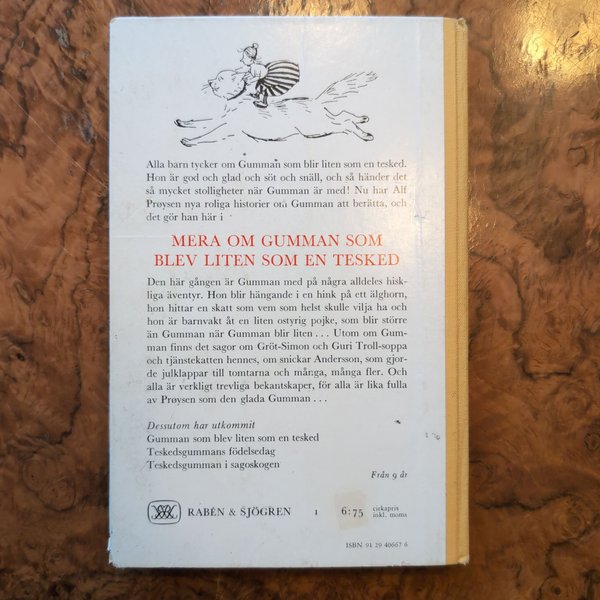 Alla barn tycker om Gumman som blir liten som en tesked.
Hon är god och glad och söt och snäll, och så händer det
så mycket stolligheter när Gumman är med! Nu har Alf
Prøysen nya roliga historier om Gumman att berätta, och
det gör han här i
MERA OM GUMMAN SOM
BLEV LITEN SOM EN TESKED
Den här gången är Gumman med på några alldeles hisk-
liga äventyr. Hon blir hängande i en hink på ett älghorn,
hon hittar en skatt som vem som helst skulle vilja ha och
hon är barnvakt åt en liten ostyrig pojke, som blir större
än Gumman när Gumman blir liten . . . Utom om Gum-
man finns det sagor om Gröt-Simon och Guri Troll-soppa
och tjänstekatten hennes, om snickar Andersson, som gjor-
de julklappar till tomtarna och många, många fler. Och
alla är verkligt trevliga bekantskaper, för alla är lika fulla
av Prøysen som den glada Gumman . . .
Dessutom har utkommit
Gumman som blev liten som en tesked
Teskedsgummans födelsedag
Teskedsgumman i sagoskogen
Från 9 år
RABÉN & SJÖGREN 1 6:75 cirkapris
inkl. moms
ISBN 91 29 40667 6